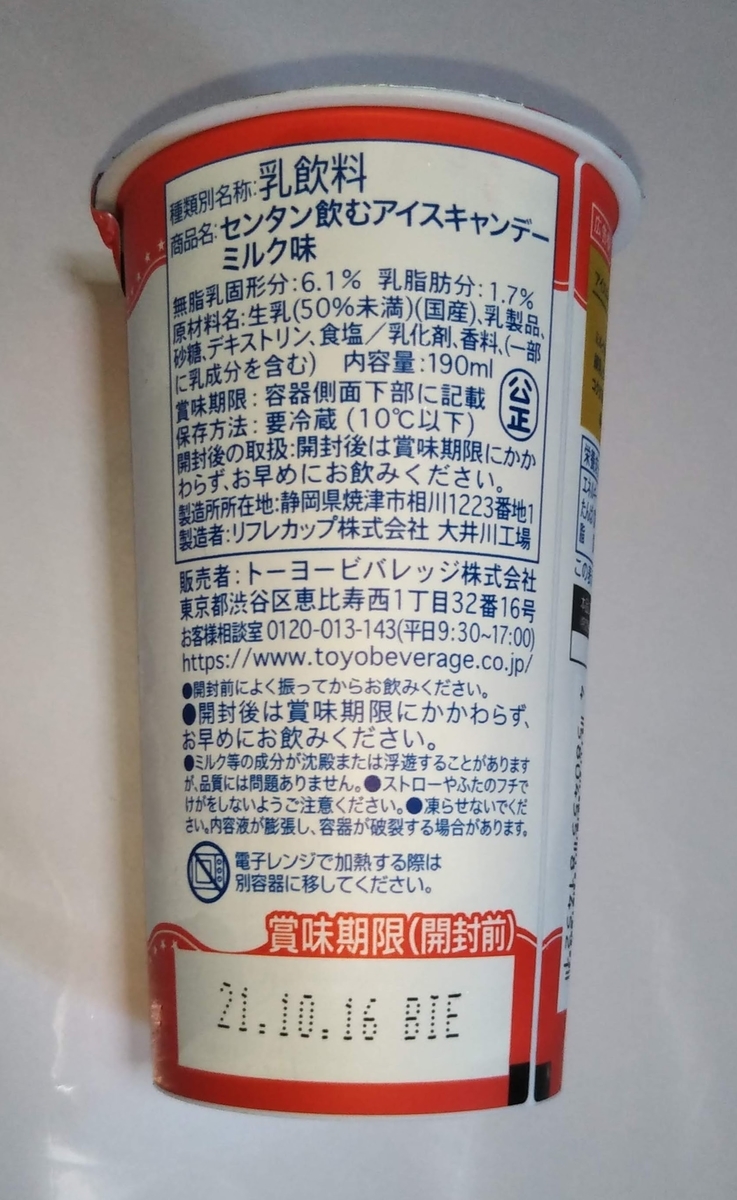 種類別名称:乳飲料
商品名:センタン飲むアイスキャンデー
ミルク味
無脂乳固形分:6.1% 乳脂肪分:1.7%
原材料名:生乳(50%未満)(国産)、乳製品、
砂糖、デキストリン、食塩/乳化剤、香料、(一部
に乳成分を含む) 内容量:190ml
公正
賞味期限:容器側面下部に記載
保存方法:要冷蔵(10℃以下)
開封後の取扱:開封後は賞味期限にかか
わらず、お早めにお飲みください。
製造所所在地:静岡県焼津市相川1223番地1
製造者:リフレカップ株式会社 大井川工場
販売者:トーヨービバレッジ株式会社
東京都渋谷区恵比寿西1丁目32番16号
お客様相談室 0120-013-143(平日9:30~17:00)
https://www.toyobeverage.co.jp/
●開封前によく振ってからお飲みください。
●開封後は賞味期限にかかわらず、
お早めにお飲みください。
●ミルク等の成分が沈殿または浮遊することがあります
が、品質には問題ありません。●ストローやふたのフチで
けがをしないようご注意ください。●凍らせないでくだ
さい。内容液が膨張し、容器が破裂する場合があります。
電子レンジで加熱する際は
別容器に移してください。
賞味期限(開封前)
21.10.16 BIE